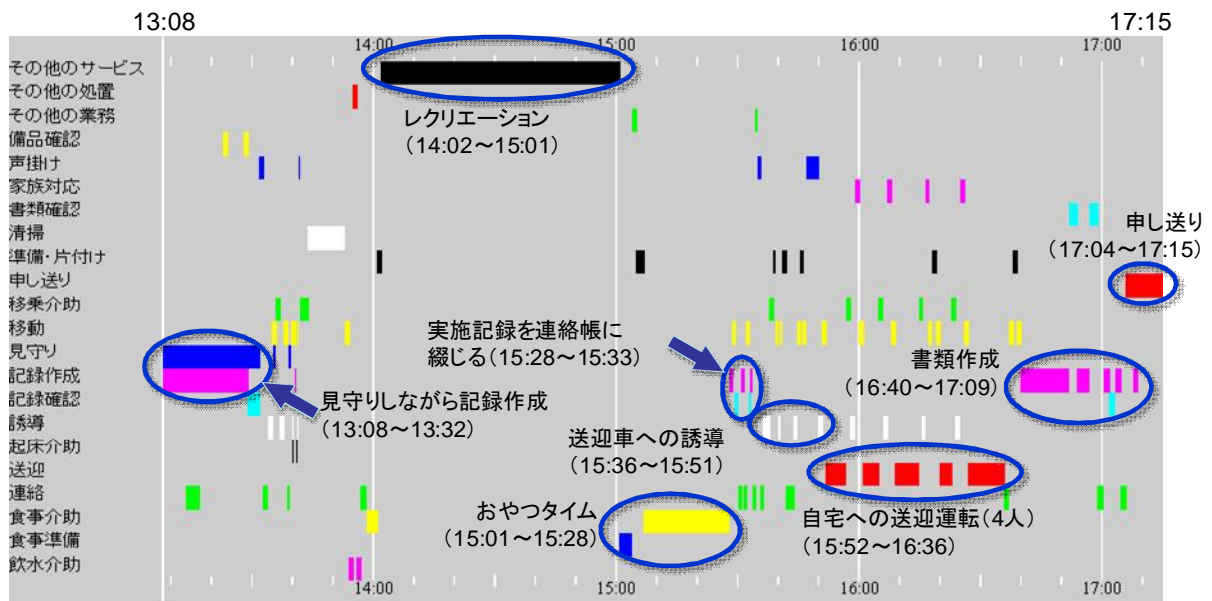 13:08
17:15
14:00
15:00
16:00
17:00
その他のサービス
その他の処置
その他の業務
備品確認
声掛け
家族対応
書類確認
清掃
準備・片付け
申し送り
移乗介助
移動
見守り
記録作成
記録確認
誘導
起床介助
送迎
連絡
食事介助
食事準備
飲水介助
レクリエーション
（14:02～15:01）
申し送り
（17:04～17:15）
実施記録を連絡帳に
綴じる（15:28～15:33）
書類作成
（16:40～17:09）
見守りしながら記録作成
（13:08～13:32）
送迎車への誘導
（15:36～15:51）
おやつタイム
（15:01～15:28）
自宅への送迎運転（4人）
（15:52～16:36）
14:00
15:00
16:00
17:00